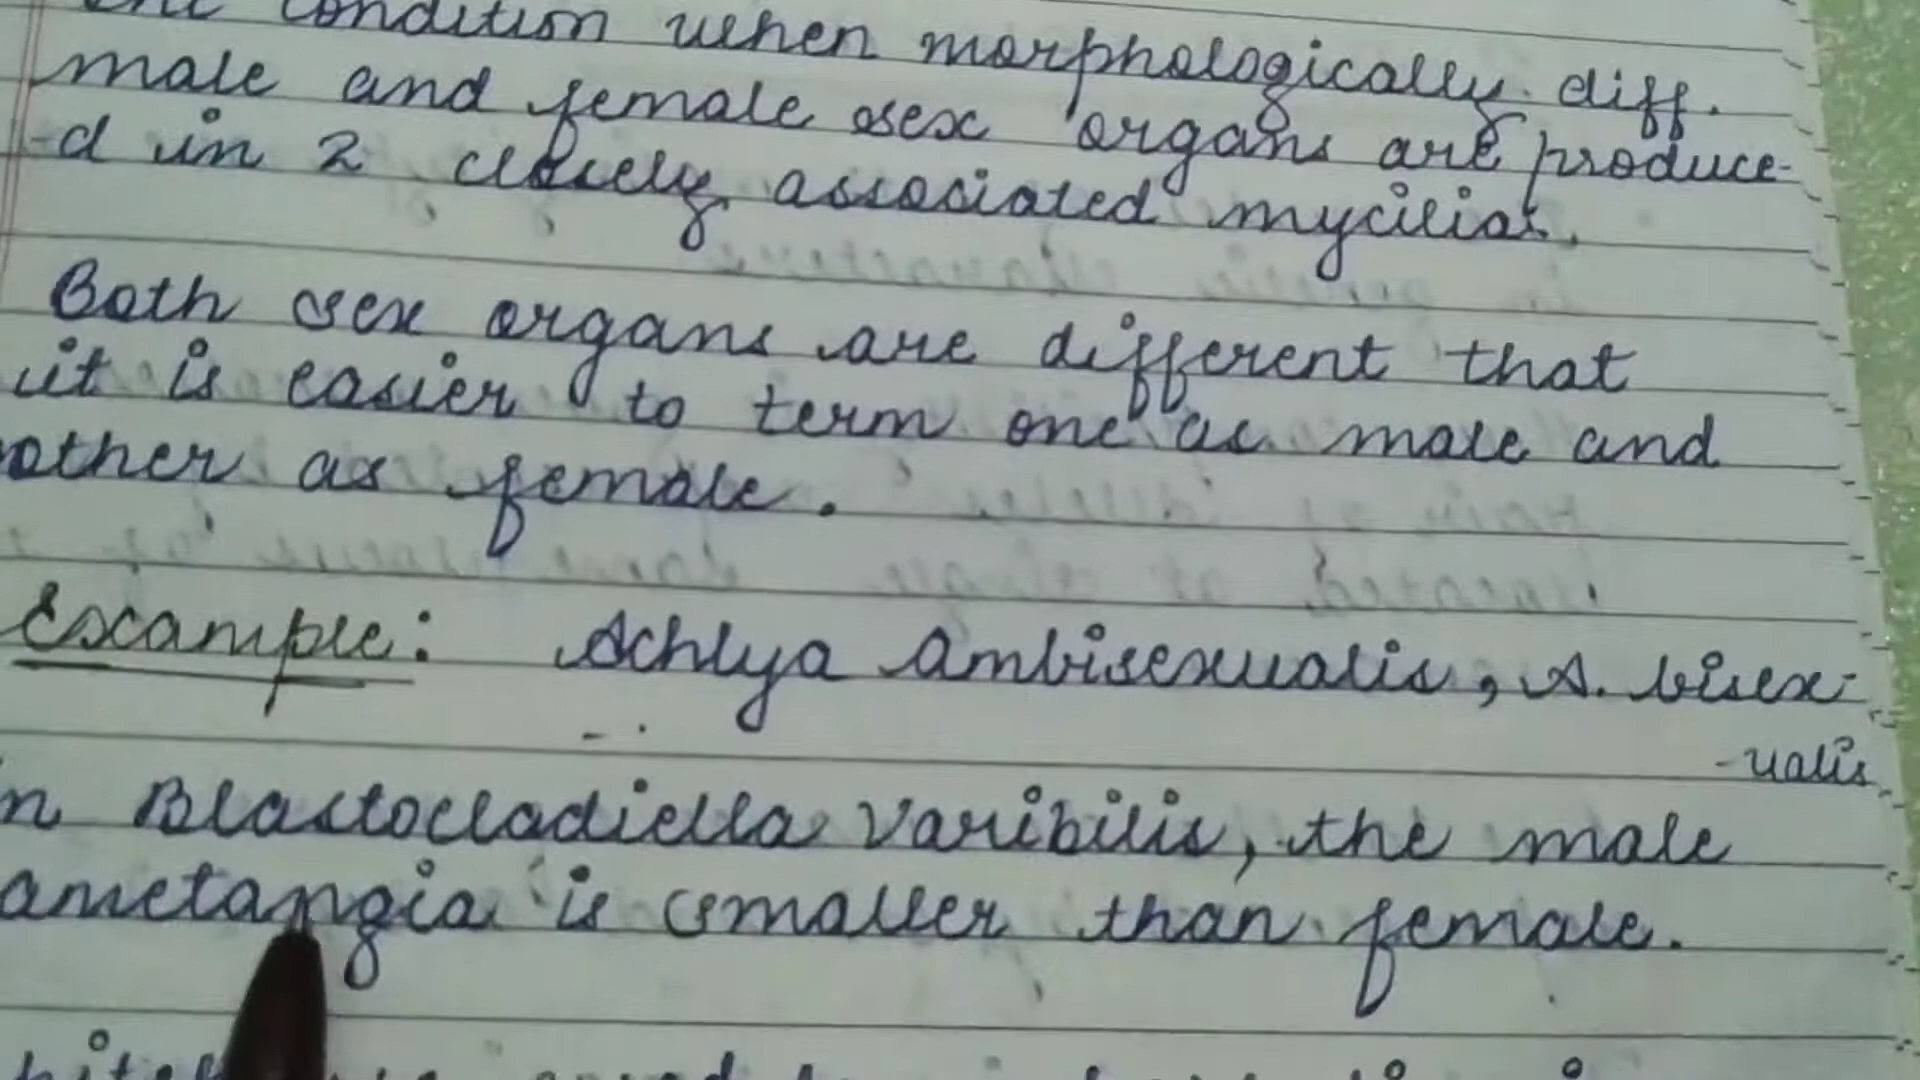 condition when morphologically diff.
male and female sex organs are produce-
-d in 2 closely associated mycilias.
Both sex organs are different that
it is easier to term one as male and
other as female.
Example: Achlya Ambisexualis, A. bisex-
-ualis
n Blastocladiella varibilis, the male
ametangia is smaller than female.